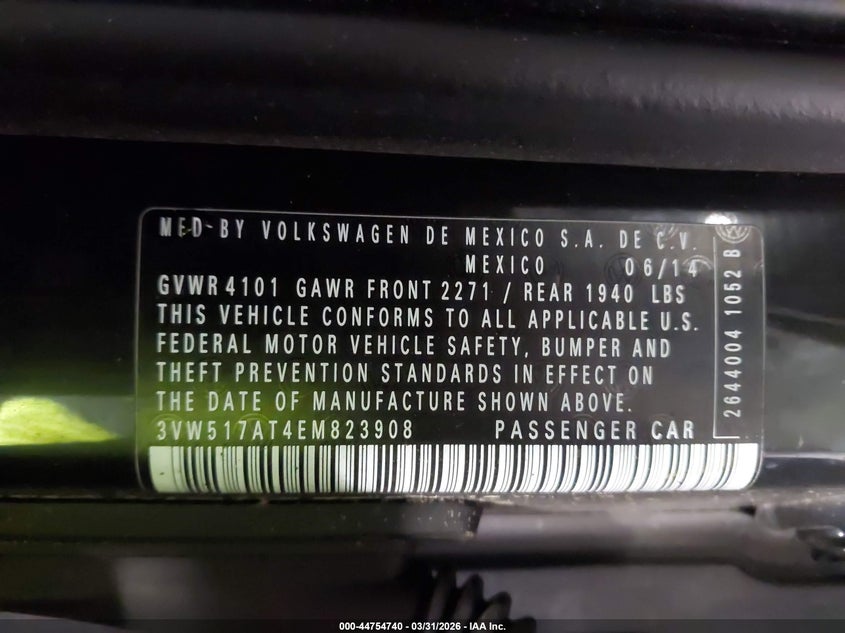 MFD BY VOLKSWAGEN DE MEXICO S.A. DE C.V.
MEXICO 06/14
GVWR 4101 GAWR FRONT 2271 / REAR 1940 LBS
THIS VEHICLE CONFORMS TO ALL APPLICABLE U.S.
FEDERAL MOTOR VEHICLE SAFETY, BUMPER AND
THEFT PREVENTION STANDARDS IN EFFECT ON
THE DATE OF MANUFACTURE SHOWN ABOVE.
3VW517AT4EM823908 PASSENGER CAR
2644004 1052 B
000-44754740 - 03/31/2026 - IAA Inc.